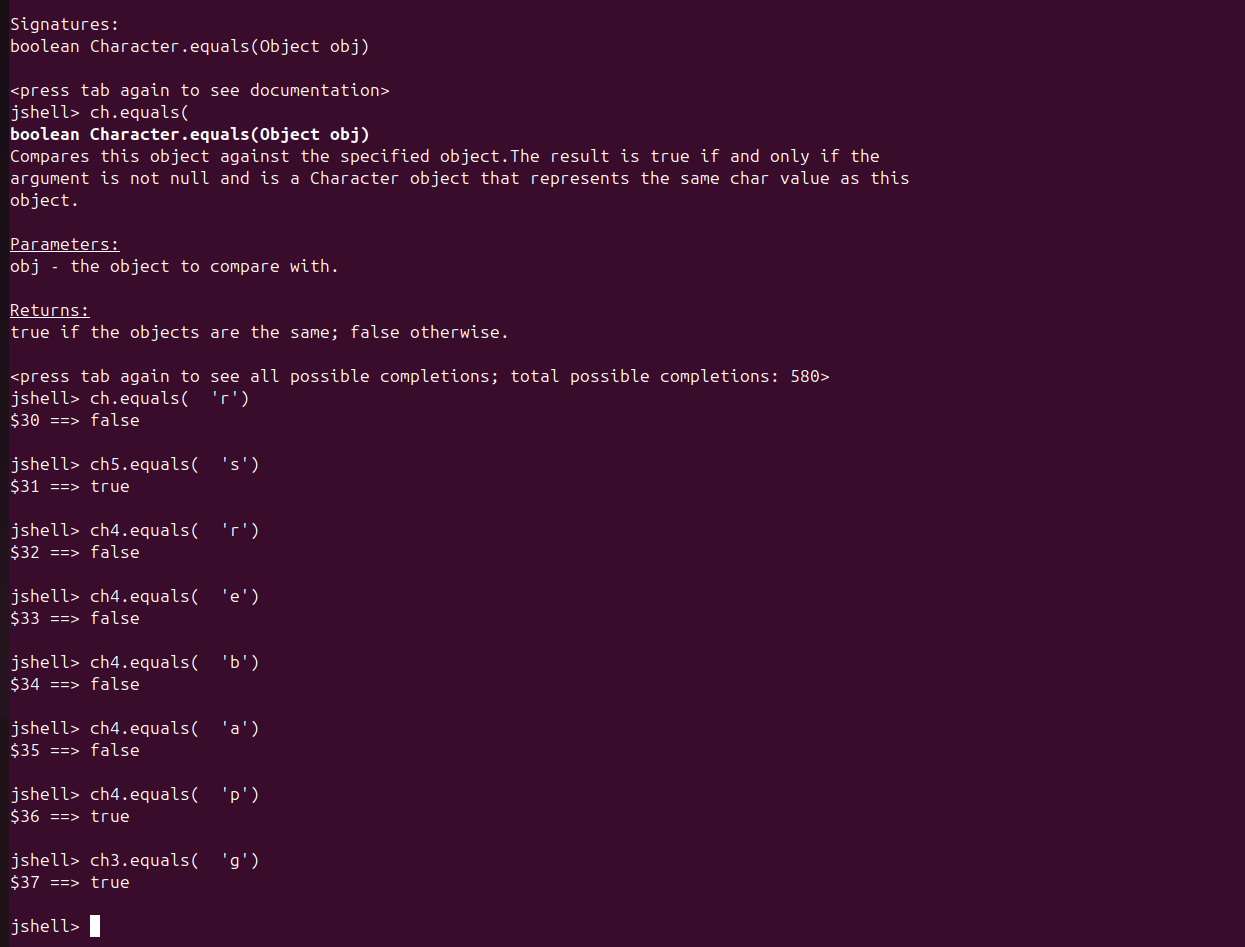 Signatures:
boolean Character.equals(Object obj)
<press tab again to see documentation>
jshell> ch.equals(
boolean Character.equals(Object obj)
Compares this object against the specified object.The result is true if and only if the
argument is not null and is a Character object that represents the same char value as this
object.
Parameters:
obj - the object to compare with.
Returns:
true if the objects are the same; false otherwise.
<press tab again to see all possible completions; total possible completions: 580>
jshell> ch.equals(  'r')
$30 ==> false
jshell> ch5.equals(  's')
$31 ==> true
jshell> ch4.equals(  'r')
$32 ==> false
jshell> ch4.equals(  'e')
$33 ==> false
jshell> ch4.equals(  'b')
$34 ==> false
jshell> ch4.equals(  'a')
$35 ==> false
jshell> ch4.equals(  'p')
$36 ==> true
jshell> ch3.equals(  'g')
$37 ==> true
jshell>